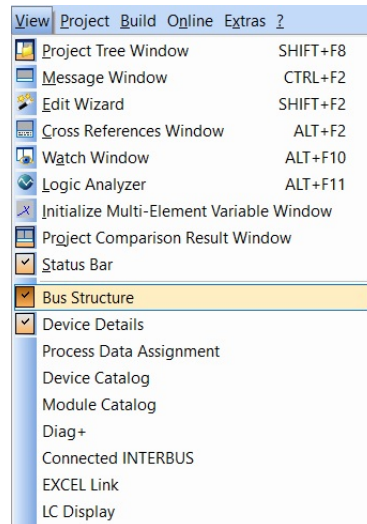 View Project Build Online Extras ?
Project Tree Window SHIFT+F8
Message Window CTRL+F2
Edit Wizard SHIFT+F2
Cross References Window ALT+F2
Watch Window ALT+F10
Logic Analyzer ALT+F11
Initialize Multi-Element Variable Window
Project Comparison Result Window
Status Bar
Bus Structure
Device Details
Process Data Assignment
Device Catalog
Module Catalog
Diag+
Connected INTERBUS
EXCEL Link
LC Display